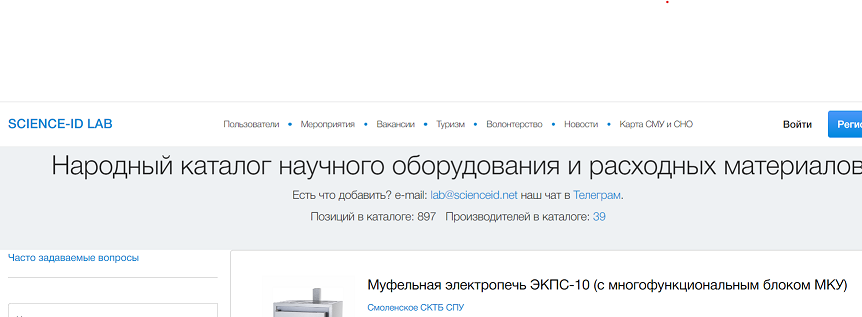 SCIENCE-ID LAB
Пользователи • Мероприятия • Вакансии • Туризм • Волонтерство • Новости • Карта СМУ и СНО
Войти
Народный каталог научного оборудования и расходных материалов
Есть что добавить? e-mail: lab@scienceid.net наш чат в Телеграм.
Позиций в каталоге: 897 Производителей в каталоге: 39
Часто задаваемые вопросы
Муфельная электропечь ЭКПС-10 (с многофункциональным блоком МКУ)
Смоленское СКТБ СПУ